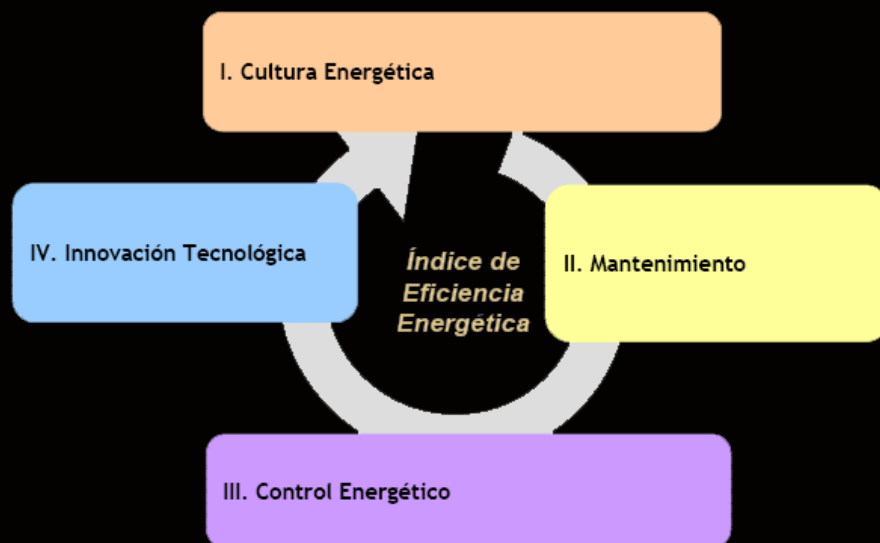 I. Cultura Energética
IV. Innovación Tecnológica
Índice de
Eficiencia
Energética
II. Mantenimiento
III. Control Energético